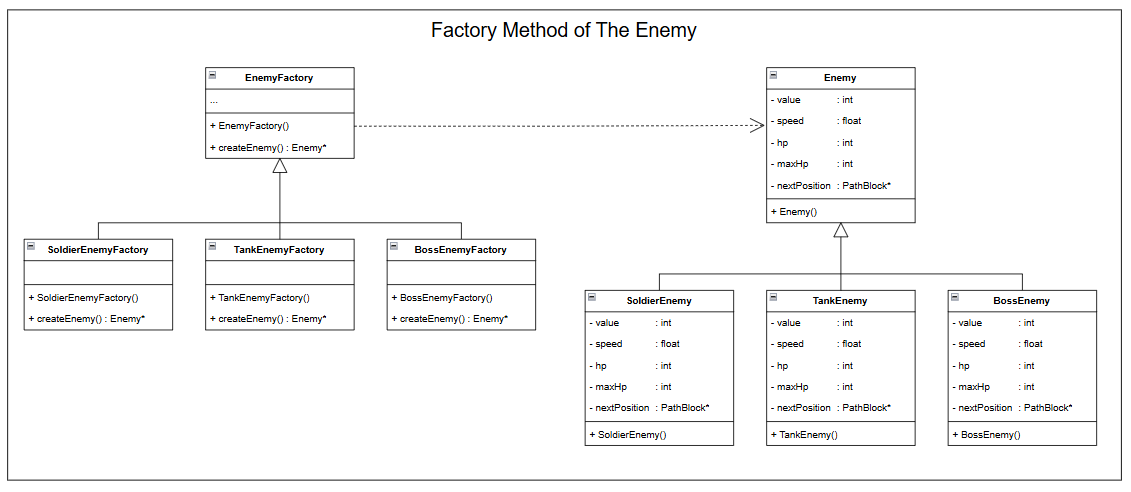 Factory Method of The Enemy
EnemyFactory
...
+ EnemyFactory()
+ createEnemy() : Enemy*
Enemy
- value : int
- speed : float
- hp : int
- maxHp : int
- nextPosition : PathBlock*
+ Enemy()
SoldierEnemyFactory
+ SoldierEnemyFactory()
+ createEnemy() : Enemy*
TankEnemyFactory
+ TankEnemyFactory()
+ createEnemy() : Enemy*
BossEnemyFactory
+ BossEnemyFactory()
+ createEnemy() : Enemy*
SoldierEnemy
- value : int
- speed : float
- hp : int
- maxHp : int
- nextPosition : PathBlock*
+ SoldierEnemy()
TankEnemy
- value : int
- speed : float
- hp : int
- maxHp : int
- nextPosition : PathBlock*
+ TankEnemy()
BossEnemy
- value : int
- speed : float
- hp : int
- maxHp : int
- nextPosition : PathBlock*
+ BossEnemy()